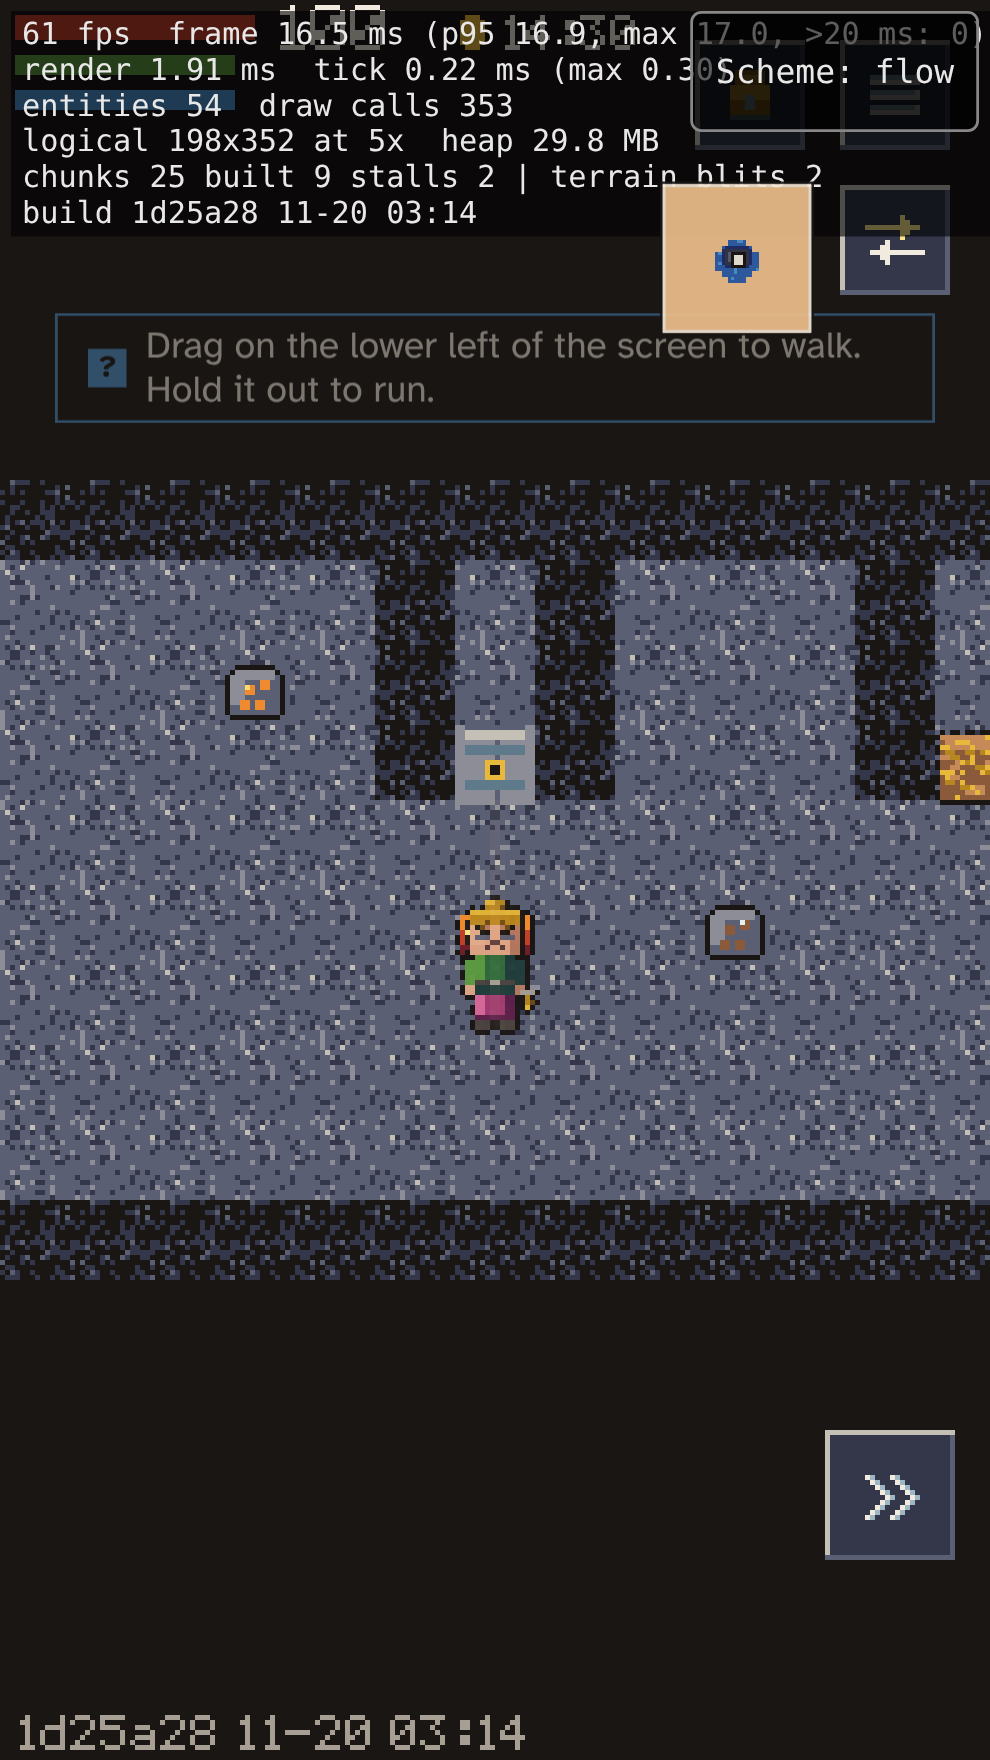 61 fps  frame 16.5 ms (p95 16.9, max 17.0, >20 ms: 0)
render 1.91 ms  tick 0.22 ms (max 0.30)
Scheme: flow
entities 54  draw calls 353
logical 198x352 at 5x  heap 29.8 MB
chunks 25 built 9 stalls 2 | terrain blits 2
build 1d25a28 11-20 03:14
? Drag on the lower left of the screen to walk.
Hold it out to run.
1d25a28 11-20 03:14